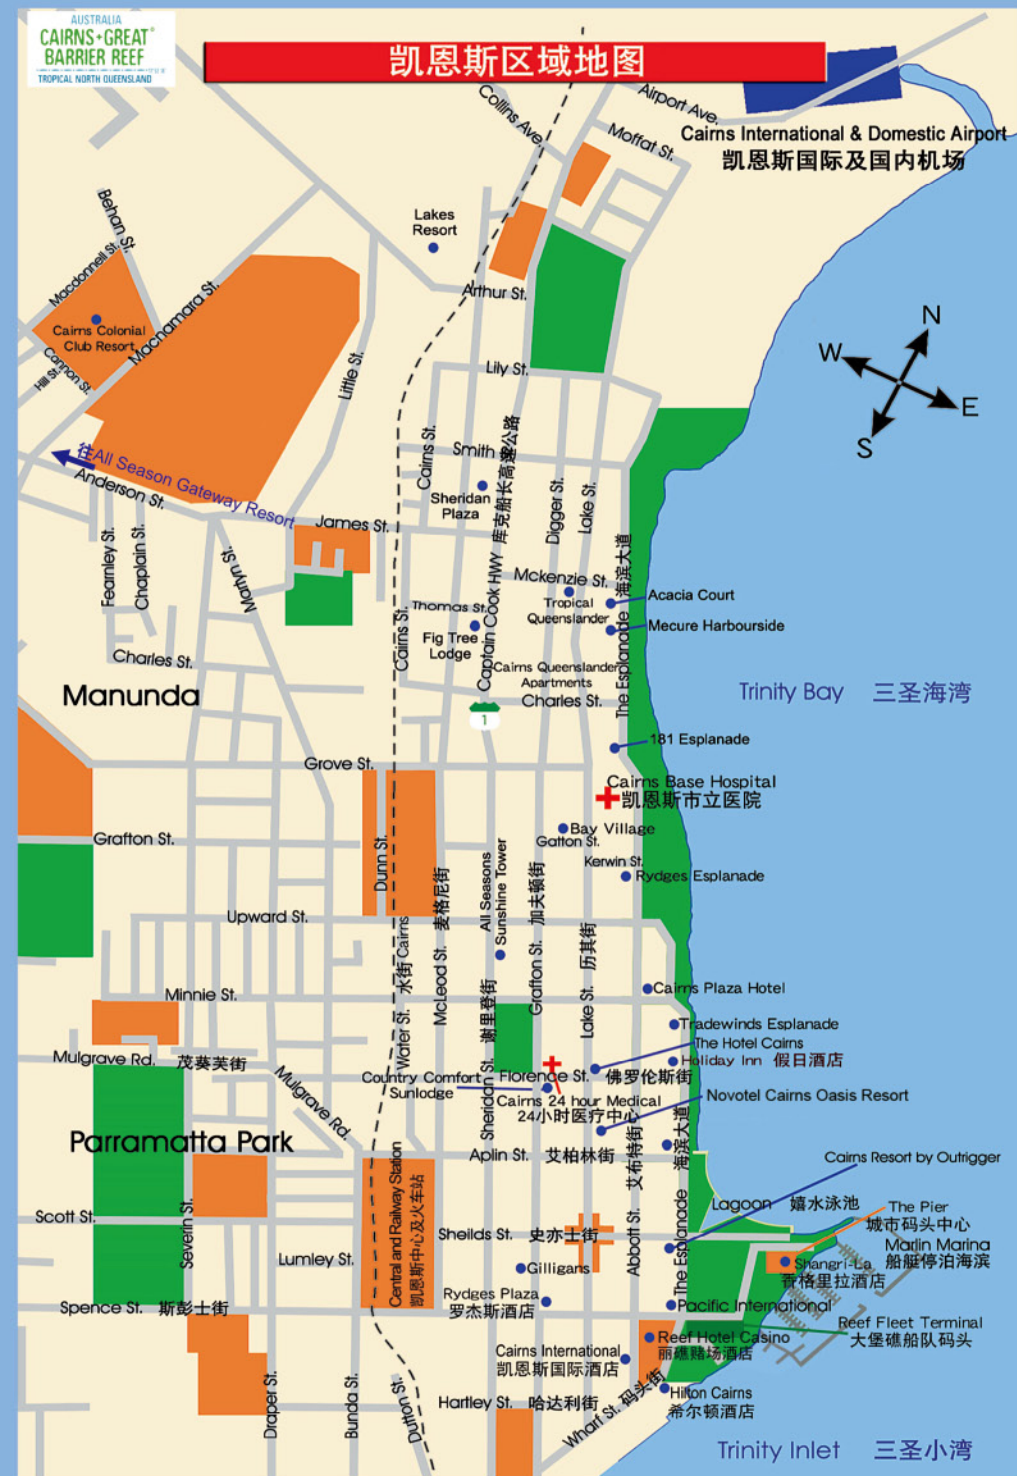 AUSTRALIA
CAIRNS+GREAT
BARRIER REEF
TROPICAL NORTH QUEENSLAND
凯恩斯区域地图
Collins Ave.
Airport Ave.
Moffat St.
Cairns International & Domestic Airport
凯恩斯国际及国内机场
Behan St.
Lakes
Resort
Macdonnell St.
Machamara St.
Arthur St.
N
W
E
S
Cairns Colonial
Club Resort
Cannon St.
Hill St.
Little St.
Lily St.
往All Season Gateway Resort
Anderson St.
Cairns St.
Smith
Captain Cook HWY 库克船长高速公路
Sheridan
Plaza
Digger St.
Lake St.
James St.
Fearnley St.
Chaplain St.
Martyn St.
Mckenzie St.
The Esplanade 海滨大道
Acacia Court
Tropical
Queenslander
Thomas St.
Mecure Harbourside
Fig Tree
Lodge
Cairns St.
Charles St.
Cairns Queenslander
Apartments
Charles St.
Manunda
Trinity Bay 三圣海湾
1
181 Esplanade
Grove St.
Cairns Base Hospital
凯恩斯市立医院
Bay Village
Gatton St.
Grafton St.
Dunn St.
Kerwin St.
Rydges Esplanade
All Seasons
Sunshine Tower
Upward St.
Water St. 水街 Cairns
McLeod St. 麦格尼街
Grafton St. 加夫顿街
Lake St. 历其街
Cairns Plaza Hotel
Minnie St.
Sheridan St. 谢里登街
Tradewinds Esplanade
The Hotel Cairns
Mulgrave Rd. 茂葵芙街
Holiday Inn 假日酒店
Mulgrave Rd.
Country Comfort
Sunlodge
Florence St. 佛罗伦斯街
Cairns 24 hour Medical
24小时医疗中心
Novotel Cairns Oasis Resort
Parramatta Park
Aplin St. 艾柏林街
Abbott St. 艾布特街
The Esplanade 海滨大道
Cairns Resort by Outrigger
Central and Railway Station
凯恩斯中心及火车站
Lagoon 嬉水泳池
The Pier
城市码头中心
Scott St.
Severin St.
Sheilds St. 史亦士街
Marlin Marina
船艇停泊海滨
Lumley St.
Gilligans
Shangri-La
香格里拉酒店
Rydges Plaza
罗杰斯酒店
Spence St. 斯彭士街
Pacific International
Reef Fleet Terminal
大堡礁船队码头
Reef Hotel Casino
丽礁赌场酒店
Cairns International
凯恩斯国际酒店
Draper St.
Bunda St.
Dutton St.
Hartley St. 哈达利街
Wharf St. 码头街
Hilton Cairns
希尔顿酒店
Trinity Inlet 三圣小湾